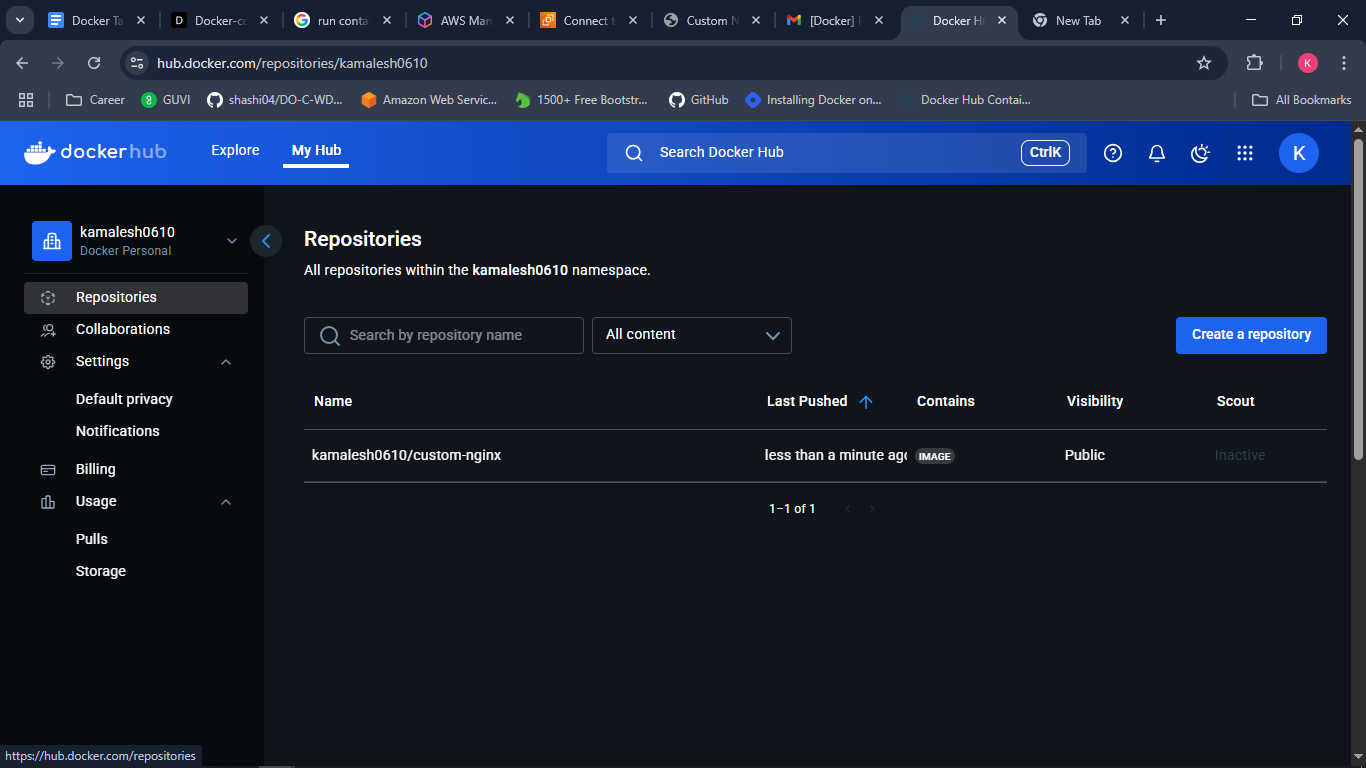 Docker Ta
Docker-co
run conta
AWS Man
Connect t
Custom N
[Docker] F
Docker Hu
New Tab
hub.docker.com/repositories/kamalesh0610
K
Career
GUVI
shashi04/DO-C-WD...
Amazon Web Servic...
1500+ Free Bootstr...
GitHub
Installing Docker on...
Docker Hub Contai...
All Bookmarks
dockerhub
Explore
My Hub
Search Docker Hub
CtrlK
K
kamalesh0610
Docker Personal
Repositories
Collaborations
Settings
Default privacy
Notifications
Billing
Usage
Pulls
Storage
Repositories
All repositories within the kamalesh0610 namespace.
Search by repository name
All content
Create a repository
Name Last Pushed Contains Visibility Scout
kamalesh0610/custom-nginx less than a minute ago IMAGE Public Inactive
1–1 of 1
https://hub.docker.com/repositories